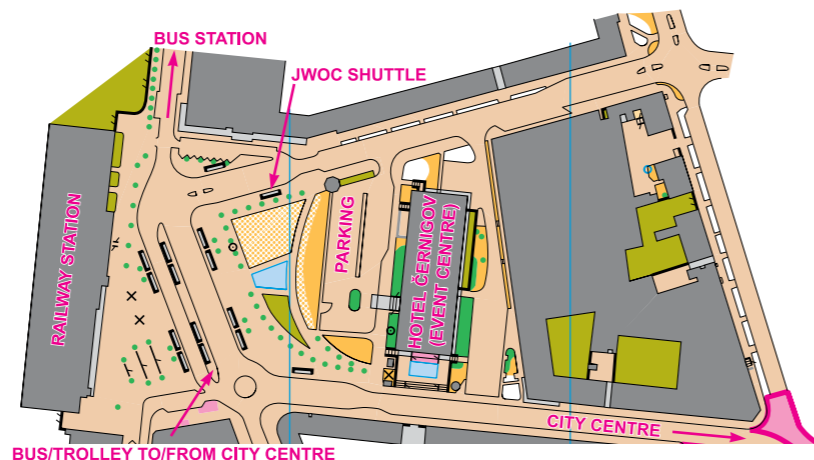 BUS STATION
JWOC SHUTTLE
RAILWAY STATION
PARKING
HOTEL ČERNIGOV
(EVENT CENTRE)
CITY CENTRE
BUS/TROLLEY TO/FROM CITY CENTRE